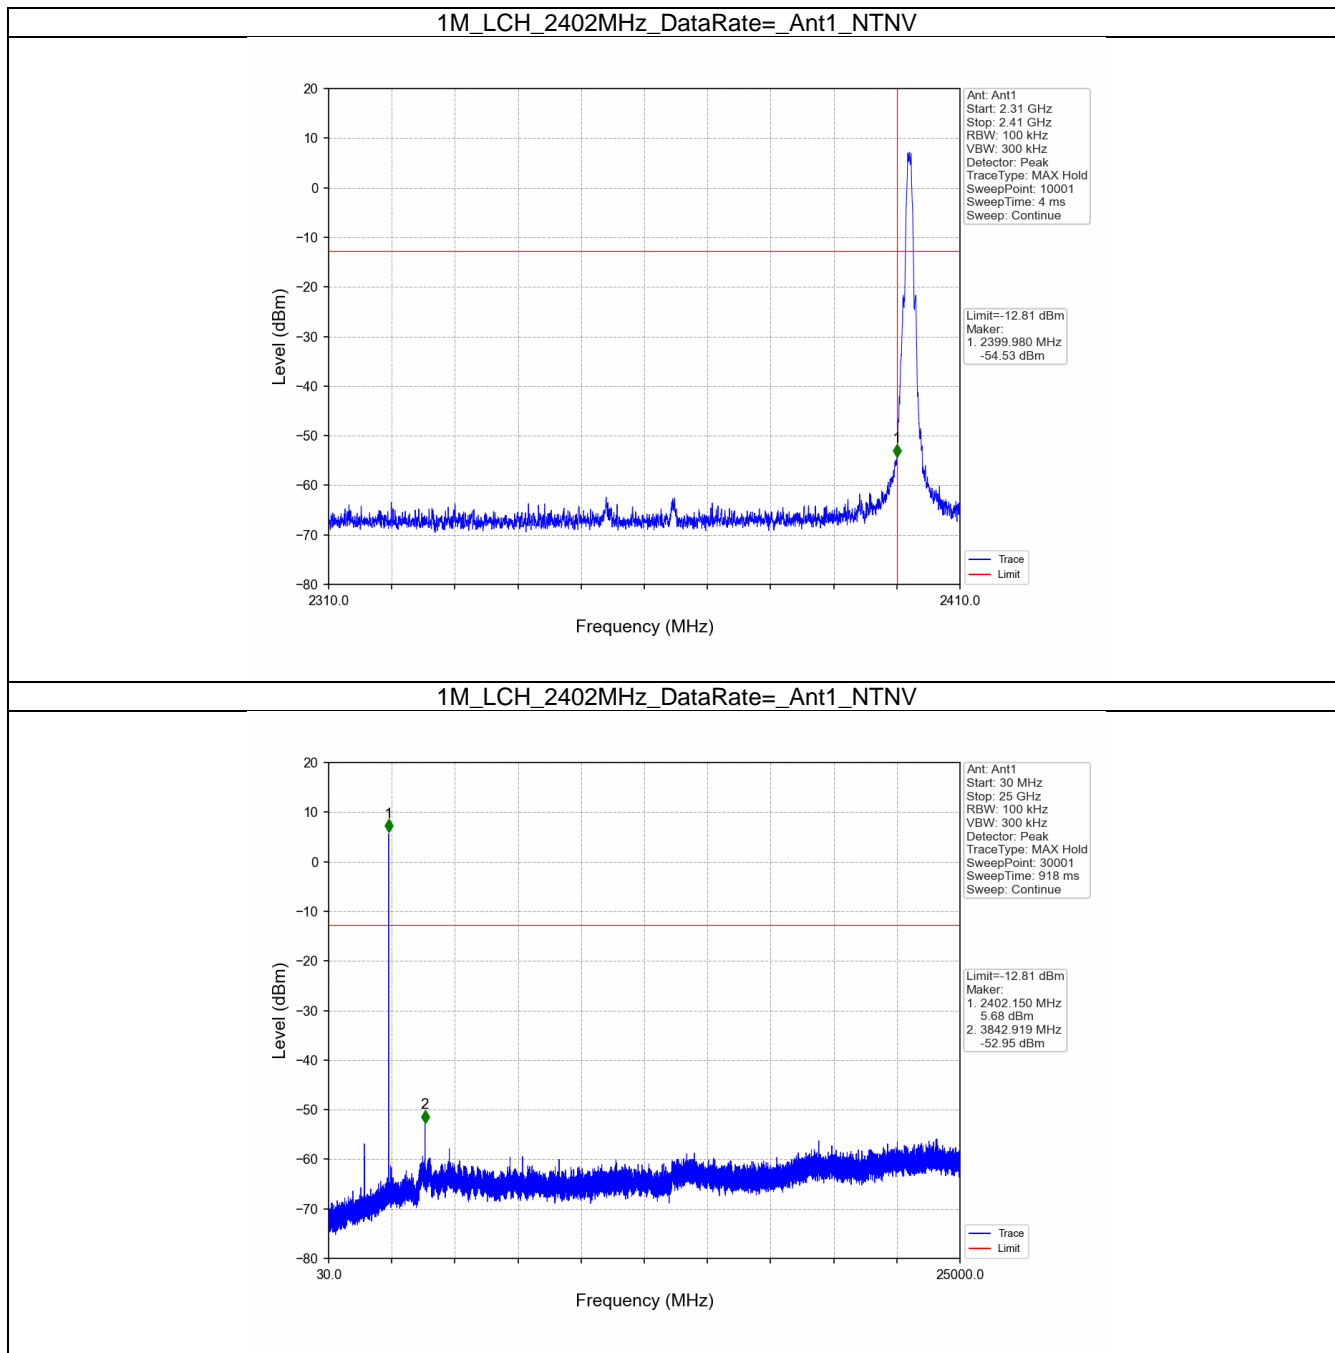 1M_LCH_2402MHz_DataRate=_Ant1_NTNV
20
10
0
−10
−20
−30
−40
−50
−60
−70
−80
Level (dBm)
2310.0
2410.0
Frequency (MHz)
1
Ant: Ant1
Start: 2.31 GHz
Stop: 2.41 GHz
RBW: 100 kHz
VBW: 300 kHz
Detector: Peak
TraceType: MAX Hold
SweepPoint: 10001
SweepTime: 4 ms
Sweep: Continue
Limit=-12.81 dBm
Maker:
1. 2399.980 MHz
-54.53 dBm
Trace
Limit
1M_LCH_2402MHz_DataRate=_Ant1_NTNV
20
10
0
−10
−20
−30
−40
−50
−60
−70
−80
Level (dBm)
30.0
25000.0
Frequency (MHz)
1
2
Ant: Ant1
Start: 30 MHz
Stop: 25 GHz
RBW: 100 kHz
VBW: 300 kHz
Detector: Peak
TraceType: MAX Hold
SweepPoint: 30001
SweepTime: 918 ms
Sweep: Continue
Limit=-12.81 dBm
Maker:
1. 2402.150 MHz
5.68 dBm
2. 3842.919 MHz
-52.95 dBm
Trace
Limit